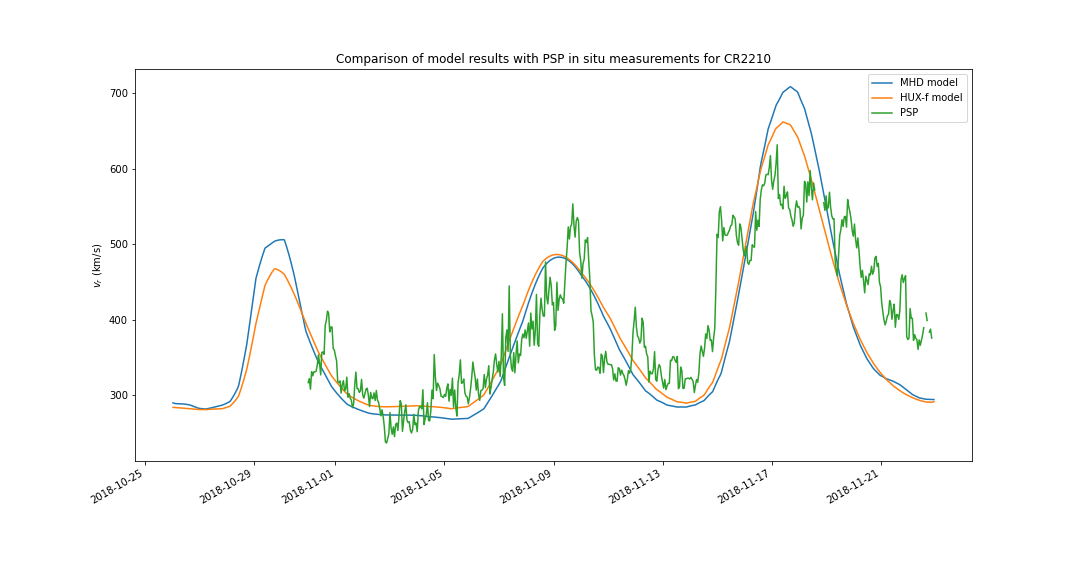 Comparison of model results with PSP in situ measurements for CR2210
MHD model
HUX-f model
PSP
700
600
500
400
300
v_r (km/s)
2018-10-25
2018-10-29
2018-11-01
2018-11-05
2018-11-09
2018-11-13
2018-11-17
2018-11-21